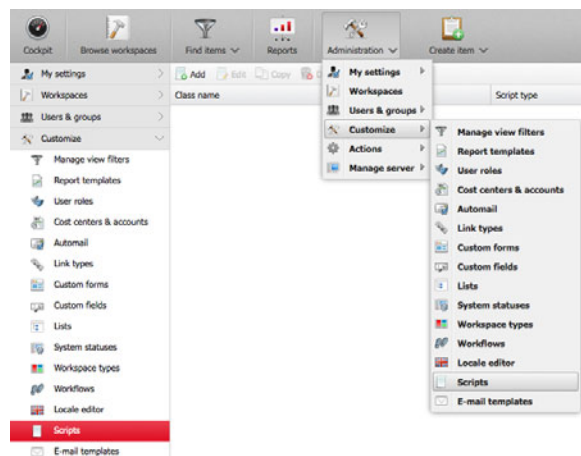 Cockpit
Browse workspaces
Find items
Reports
Administration
Create item
My settings
Workspaces
Users & groups
Customize
Manage view filters
Report templates
User roles
Cost centers & accounts
Automail
Link types
Custom forms
Custom fields
Lists
System statuses
Workspace types
Workflows
Locale editor
Scripts
E-mail templates
Add
Edit
Copy
Class name
Script type
My settings
Workspaces
Users & groups
Customize
Actions
Manage server
Manage view filters
Report templates
User roles
Cost centers & accounts
Automail
Link types
Custom forms
Custom fields
Lists
System statuses
Workspace types
Workflows
Locale editor
Scripts
E-mail templates